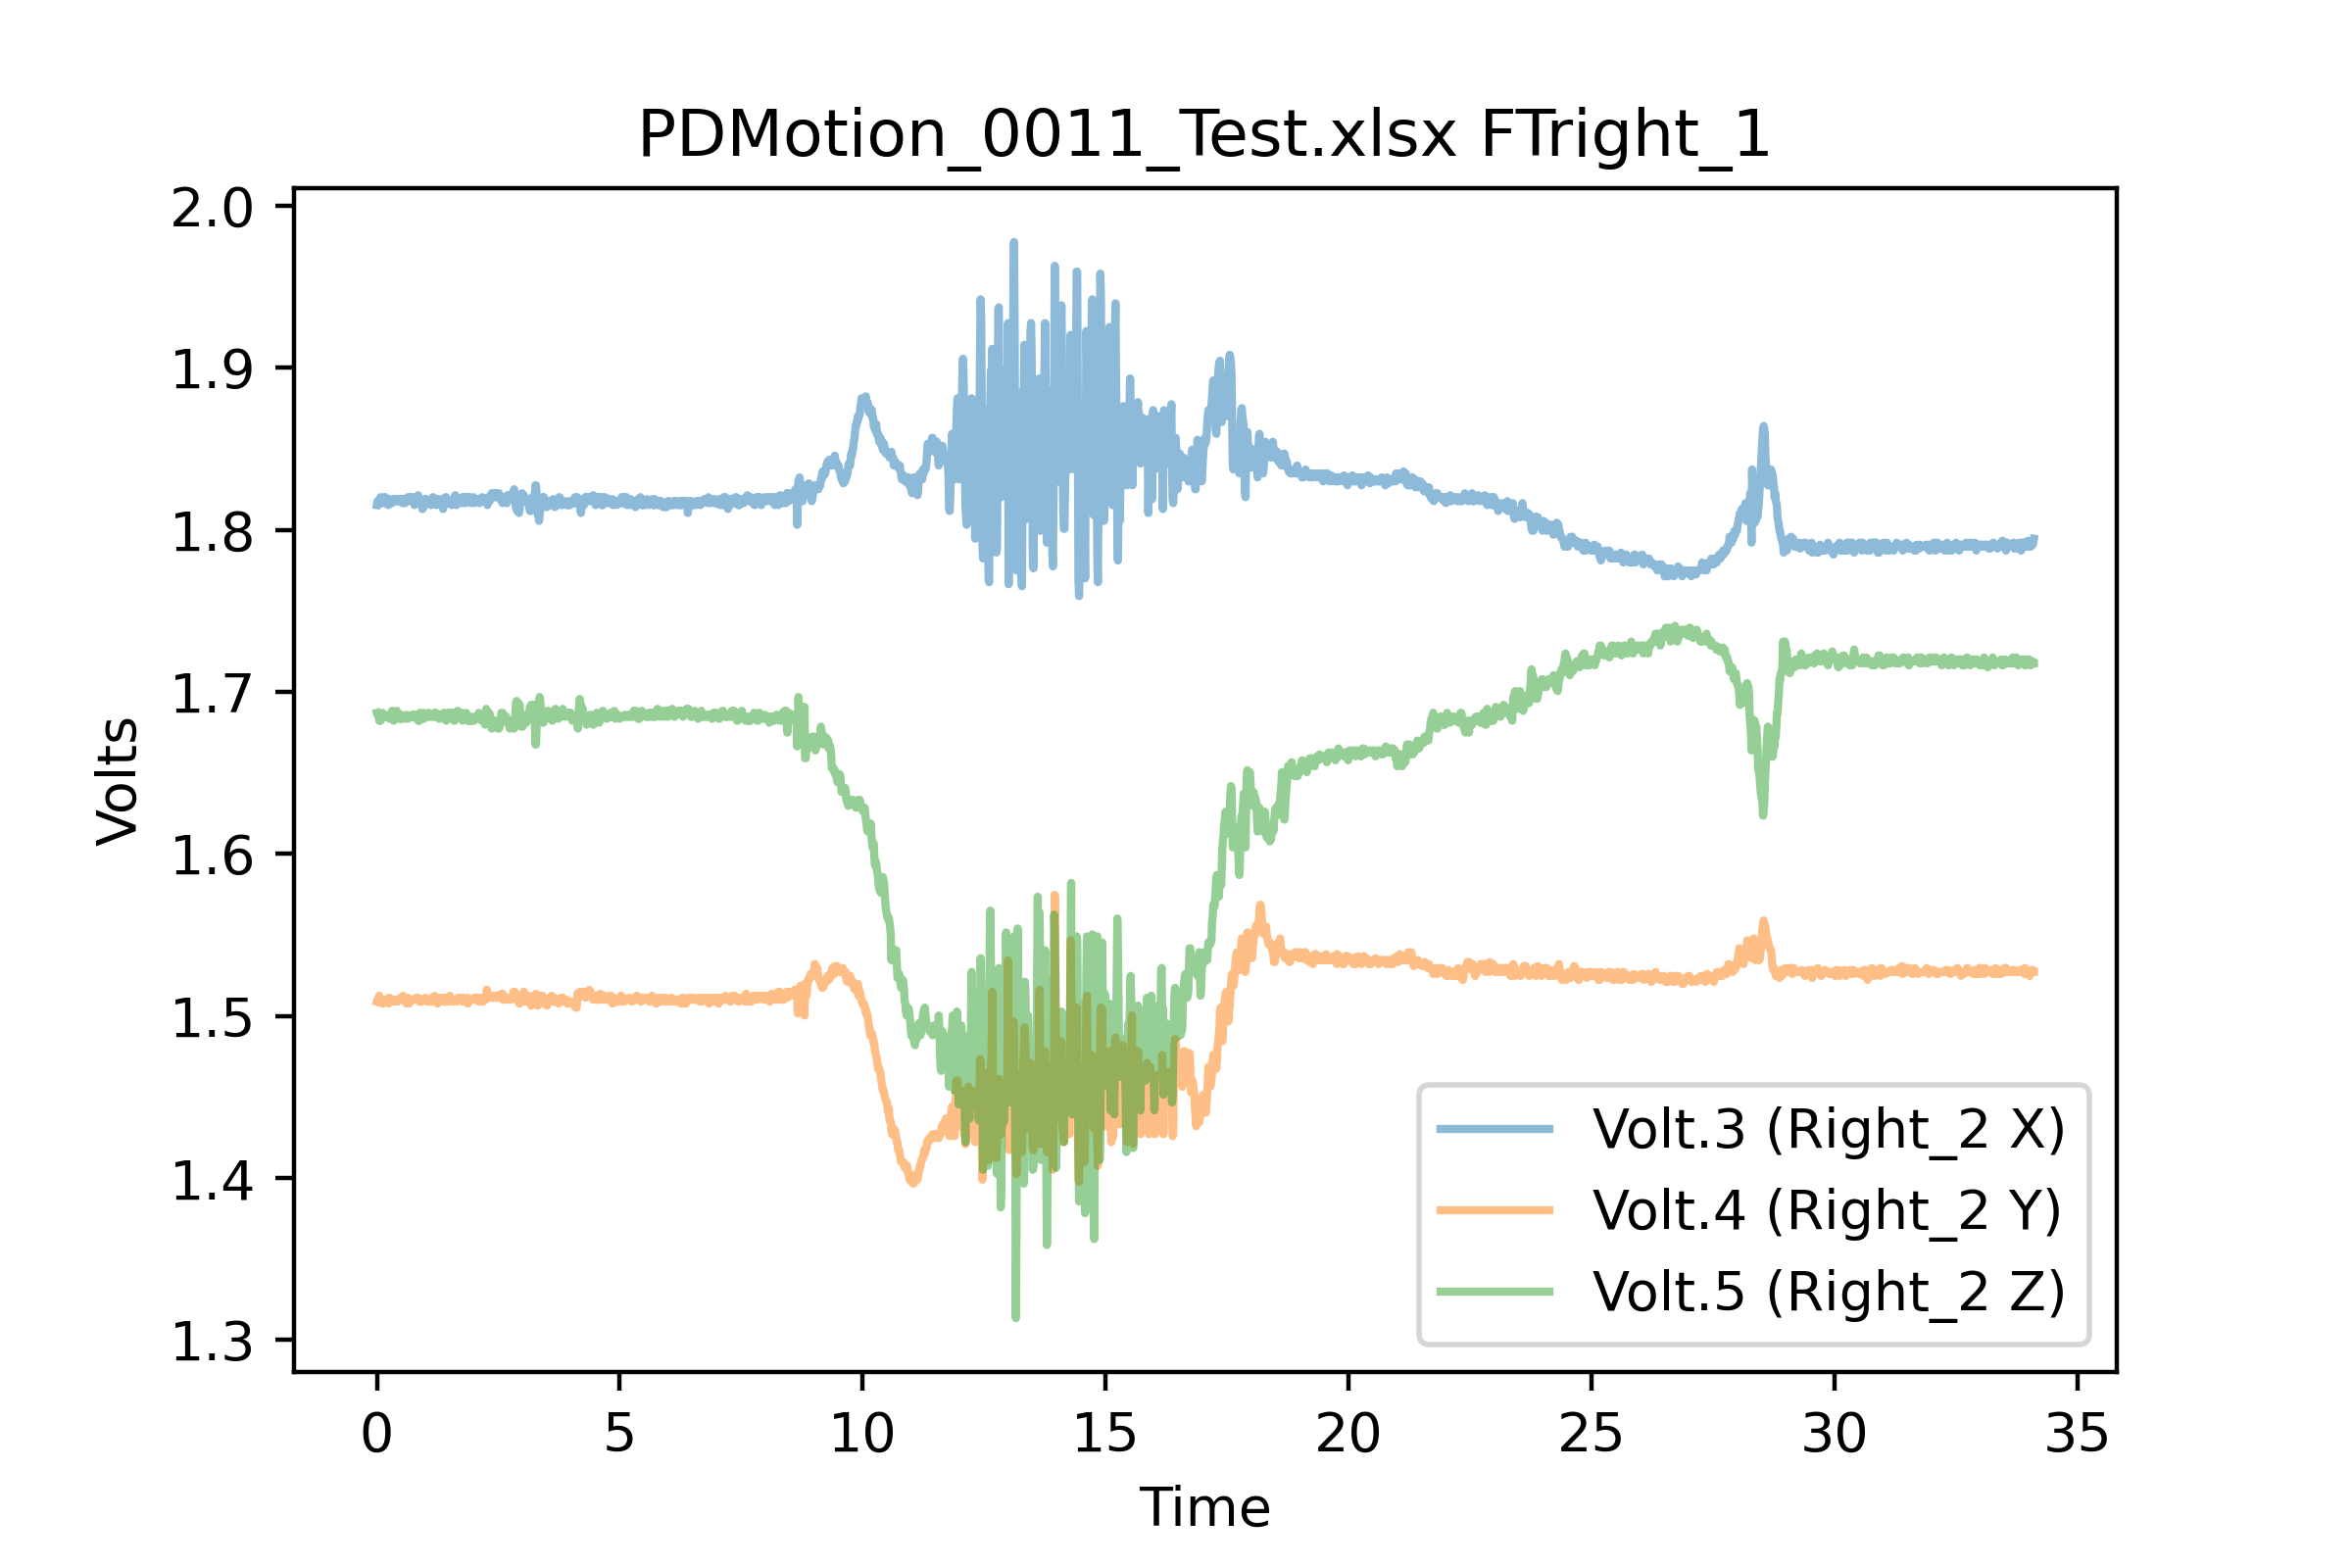 PDMotion_0011_Test.xlsx FTright_1
2.0
1.9
1.8
1.7
1.6
1.5
1.4
1.3
Volts
0 5 10 15 20 25 30 35
Time
Volt.3 (Right_2 X)
Volt.4 (Right_2 Y)
Volt.5 (Right_2 Z)